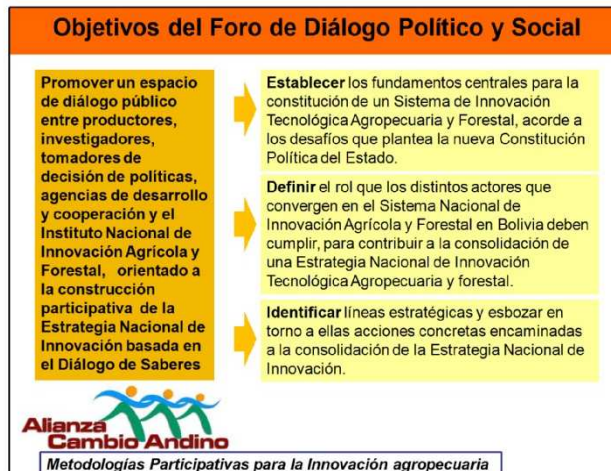 Objetivos del Foro de Diálogo Político y Social
Promover un espacio
de diálogo público
entre productores,
investigadores,
tomadores de
decisión de políticas,
agencias de desarrollo
y cooperación y el
Instituto Nacional de
Innovación Agrícola y
Forestal, orientado a
la construcción
participativa de la
Estrategia Nacional de
Innovación basada en
el Diálogo de Saberes
Establecer los fundamentos centrales para la
constitución de un Sistema de Innovación
Tecnológica Agropecuaria y Forestal, acorde a
los desafíos que plantea la nueva Constitución
Política del Estado.
Definir el rol que los distintos actores que
convergen en el Sistema Nacional de
Innovación Agrícola y Forestal en Bolivia deben
cumplir, para contribuir a la consolidación de
una Estrategia Nacional de Innovación
Tecnológica Agropecuaria y forestal.
Identificar líneas estratégicas y esbozar en
torno a ellas acciones concretas encaminadas
a la consolidación de la Estrategia Nacional de
Innovación.
Alianza
Cambio Andino
Metodologías Participativas para la Innovación agropecuaria